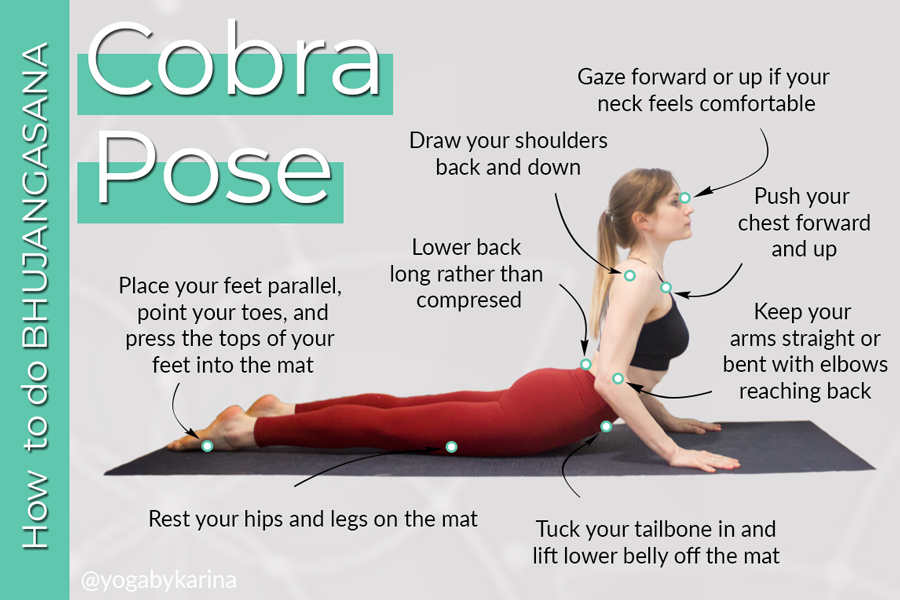 How to do BHUJANGASANA
Cobra
Pose
Gaze forward or up if your
neck feels comfortable
Draw your shoulders
back and down
Push your
chest forward
and up
Lower back
long rather than
compresed
Place your feet parallel,
point your toes, and
press the tops of your
feet into the mat
Keep your
arms straight or
bent with elbows
reaching back
Rest your hips and legs on the mat
Tuck your tailbone in and
lift lower belly off the mat
@yogabykarina